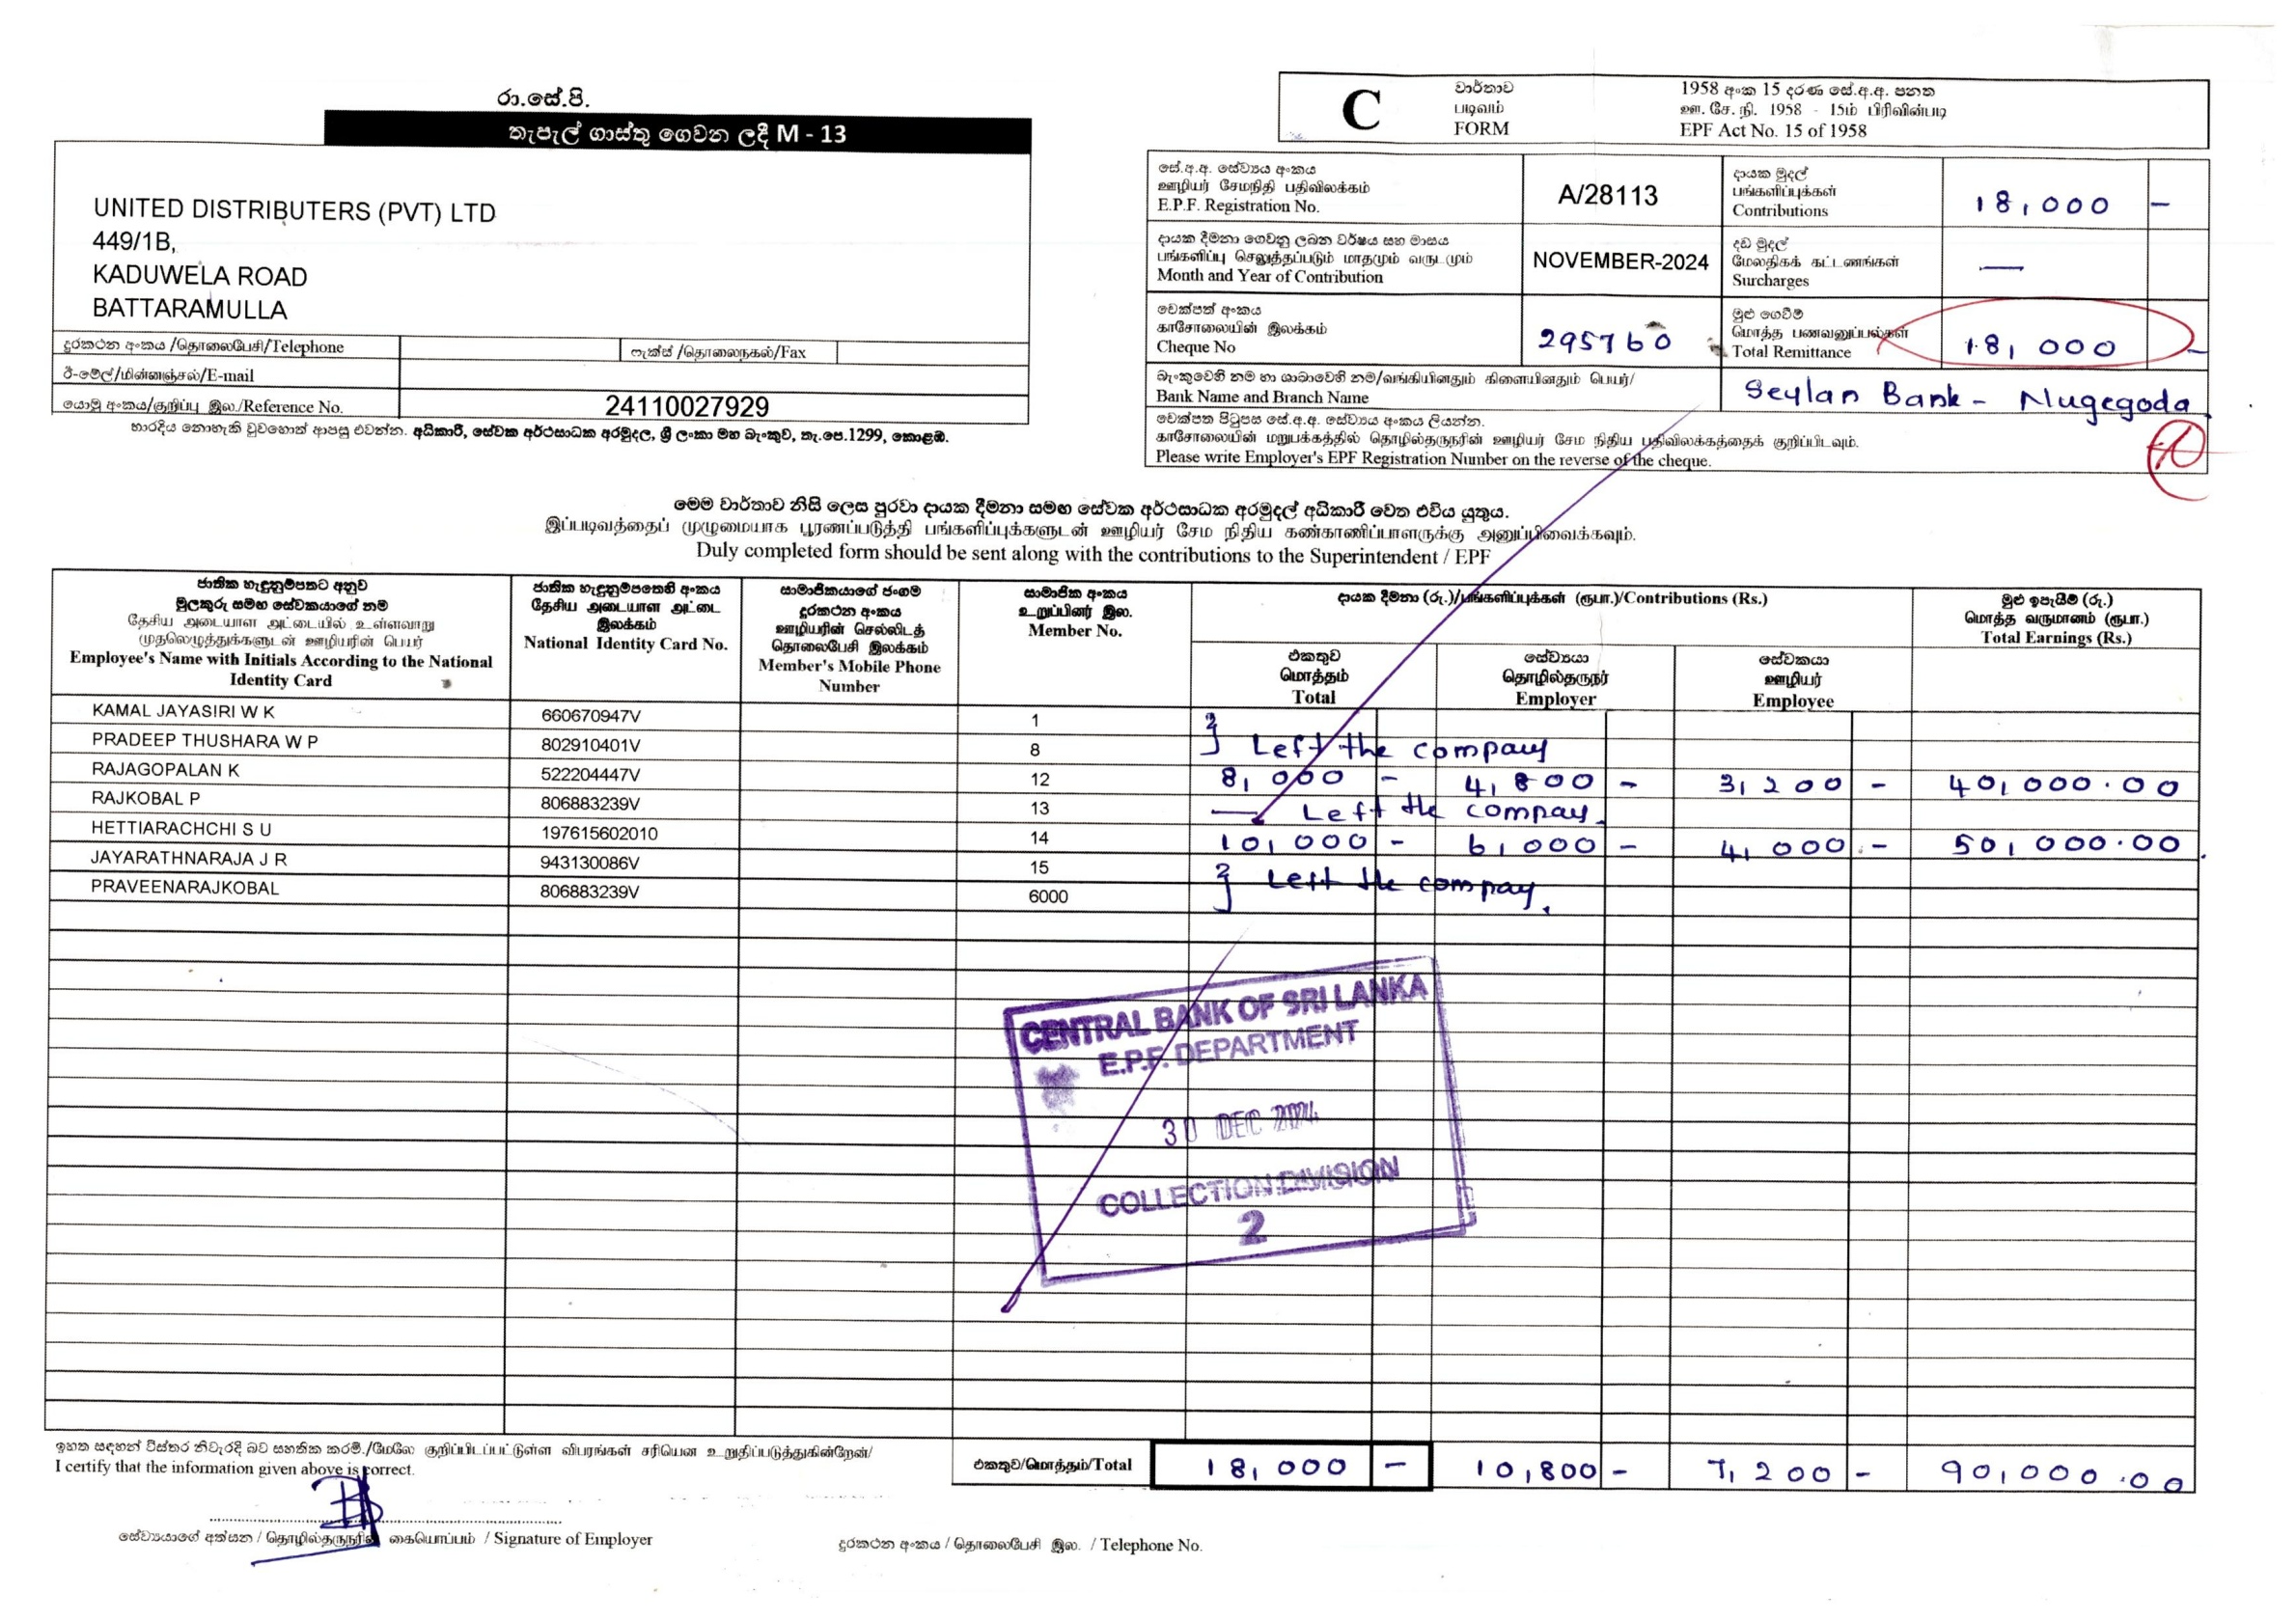 රා.සේ.පි.
තැපැල් ගාස්තු ගෙවන ලදී M - 13
UNITED DISTRIBUTERS (PVT) LTD
449/1B,
KADUWELA ROAD
BATTARAMULLA
දුරකථන අංකය /தொலைபேசி/Telephone
ෆැක්ස් /தொலைநகல்/Fax
ඊ-මේල්/மின்னஞ்சல்/E-mail
යොමු අංකය/குறிப்பு இல./Reference No. 24110027929
භාරදිය නොහැකි වුවහොත් ආපසු එවන්න. අධිකාරී, සේවක අර්ථසාධක අරමුදල, ශ්‍රී ලංකා මහ බැංකුව, තැ.පෙ.1299, කොළඹ.
C
වාර්තාව
படிவம்
FORM
1958 අංක 15 දරණ සේ.අ.අ. පනත
ஊ. சே. நி. 1958 - 15ம் பிரிவின்படி
EPF Act No. 15 of 1958
සේ.අ.අ. සේව්‍යය අංකය
ஊழியர் சேமநிதி பதிவிலக்கம்
E.P.F. Registration No.
A/28113
දායක මුදල්
பங்களிப்புக்கள்
Contributions
18,000 -
දායක දීමනා ගෙවනු ලබන වර්ෂය සහ මාසය
பங்களிப்பு செலுத்தப்படும் மாதமும் வருடமும்
Month and Year of Contribution
NOVEMBER-2024
දඩ මුදල්
மேலதிகக் கட்டணங்கள்
Surcharges
—
චෙක්පත් අංකය
காசோலையின் இலக்கம்
Cheque No
295760
මුළු ගෙවීම්
மொத்த பணவனுப்பல்கள்
Total Remittance
18,000 -
බැංකුවෙහි නම හා ශාඛාවෙහි නම/வங்கியினதும் கிளையினதும் பெயர்/
Bank Name and Branch Name
Seylan Bank - Nugegoda
චෙක්පත පිටුපස සේ.අ.අ. සේව්‍යය අංකය ලියන්න.
காசோலையின் மறுபக்கத்தில் தொழில்தருநரின் ஊழியர் சேம நிதிய பதிவிலக்கத்தைக் குறிப்பிடவும்.
Please write Employer's EPF Registration Number on the reverse of the cheque.
මෙම වාර්තාව නිසි ලෙස පුරවා දායක දීමනා සමඟ සේවක අර්ථසාධක අරමුදල් අධිකාරී වෙත එවිය යුතුය.
இப்படிவத்தைப் முழுமையாக பூரணப்படுத்தி பங்களிப்புக்களுடன் ஊழியர் சேம நிதிய கண்காணிப்பாளருக்கு அனுப்பிவைக்கவும்.
Duly completed form should be sent along with the contributions to the Superintendent / EPF
ජාතික හැඳුනුම්පතට අනුව
මුලකුරු සමඟ සේවකයාගේ නම
தேசிய அடையாள அட்டையில் உள்ளவாறு
முதலெழுத்துக்களுடன் ஊழியரின் பெயர்
Employee's Name with Initials According to the National
Identity Card
ජාතික හැඳුනුම්පතෙහි අංකය
தேசிய அடையாள அட்டை
இலக்கம்
National Identity Card No.
සාමාජිකයාගේ ජංගම
දුරකථන අංකය
ஊழியரின் செல்லிடத்
தொலைபேசி இலக்கம்
Member's Mobile Phone
Number
සාමාජික අංකය
உறுப்பினர் இல.
Member No.
දායක දීමනා (රු.)/பங்களிப்புக்கள் (ரூபா.)/Contributions (Rs.)
එකතුව
மொத்தம்
Total
සේව්‍යයා
தொழில்தருநர்
Employer
සේවකයා
ஊழியர்
Employee
මුළු ඉපැයීම් (රු.)
மொத்த வருமானம் (ரூபா.)
Total Earnings (Rs.)
KAMAL JAYASIRI W K 660670947V 1
PRADEEP THUSHARA W P 802910401V 8 } Left the company
RAJAGOPALAN K 522204447V 12 8,000 - 4,800 - 3,200 - 40,000.00
RAJKOBAL P 806883239V 13 — Left the compay.
HETTIARACHCHI S U 197615602010 14 10,000 - 6,000 - 4,000 - 50,000.00
JAYARATHNARAJA J R 943130086V 15 } Left the compay.
PRAVEENARAJKOBAL 806883239V 6000
CENTRAL BANK OF SRI LANKA
E.P.F. DEPARTMENT
30 DEC 2024
COLLECTION DIVISION
2
ඉහත සඳහන් විස්තර නිවැරදි බව සහතික කරමි./மேலே குறிப்பிடப்பட்டுள்ள விபரங்கள் சரியென உறுதிப்படுத்துகின்றேன்/
I certify that the information given above is correct.
එකතුව/மொத்தம்/Total 18,000 - 10,800 - 7,200 - 90,000.00
සේව්‍යයාගේ අත්සන / தொழில்தருநரின் கையொப்பம் / Signature of Employer
දුරකථන අංකය / தொலைபேசி இல. / Telephone No.